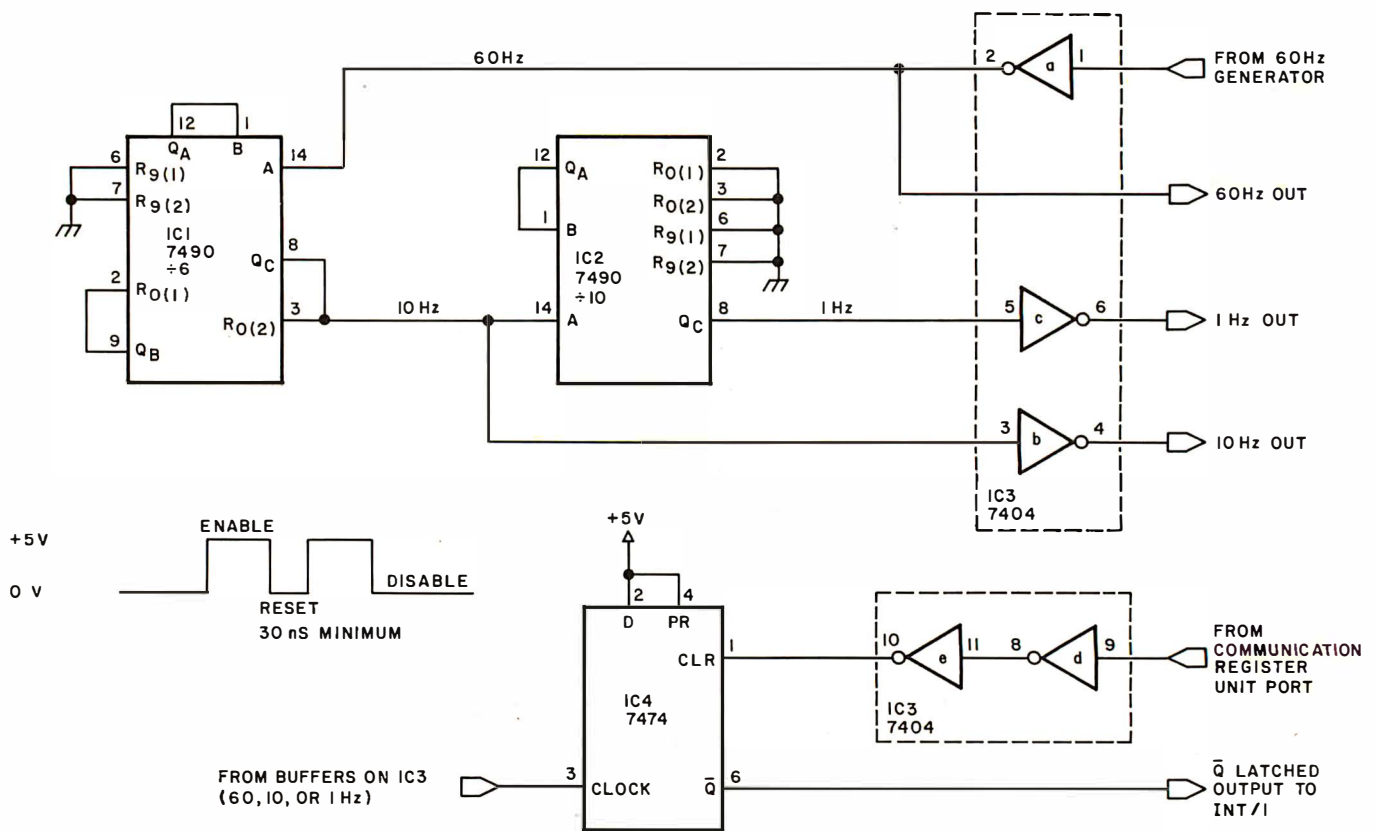 60Hz
2
a
1
FROM 60Hz
GENERATOR
12
1
QA
B
6
R9(1)
A
14
7
R9(2)
IC1
7490
÷6
8
QC
2
R0(1)
3
R0(2)
9
QB
10Hz
12
QA
R0(1)
2
R0(2)
3
1
B
R9(1)
6
IC2
7490
÷10
R9(2)
7
14
A
QC
8
1Hz
60Hz OUT
5
c
6
1Hz OUT
3
b
4
10Hz OUT
IC3
7404
+5V
0 V
ENABLE
RESET
30nS MINIMUM
DISABLE
+5V
2
4
D
PR
CLR
1
IC4
7474
3
CLOCK
Q̅
6
10
e
11
8
d
9
IC3
7404
FROM
COMMUNICATION
REGISTER
UNIT PORT
FROM BUFFERS ON IC3
(60,10, OR 1Hz)
Q̅ LATCHED
OUTPUT TO
INT/1